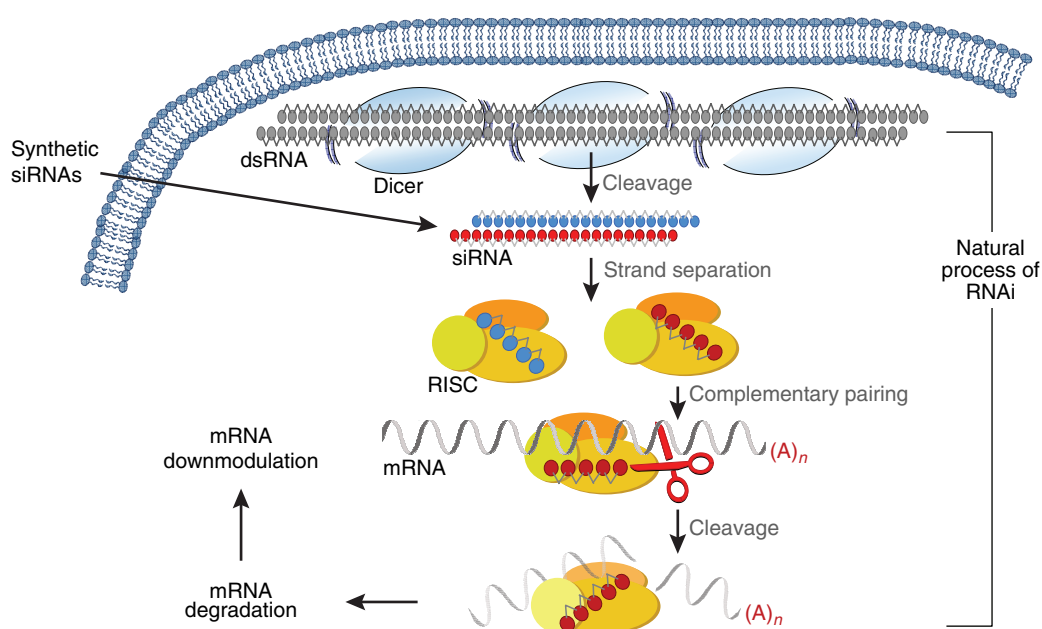 dsRNA
Synthetic
siRNAs
Dicer
Cleavage
siRNA
Strand separation
Natural
process of
RNAi
RISC
Complementary pairing
mRNA
downmodulation
mRNA
(A)n
Cleavage
mRNA
degradation
(A)n